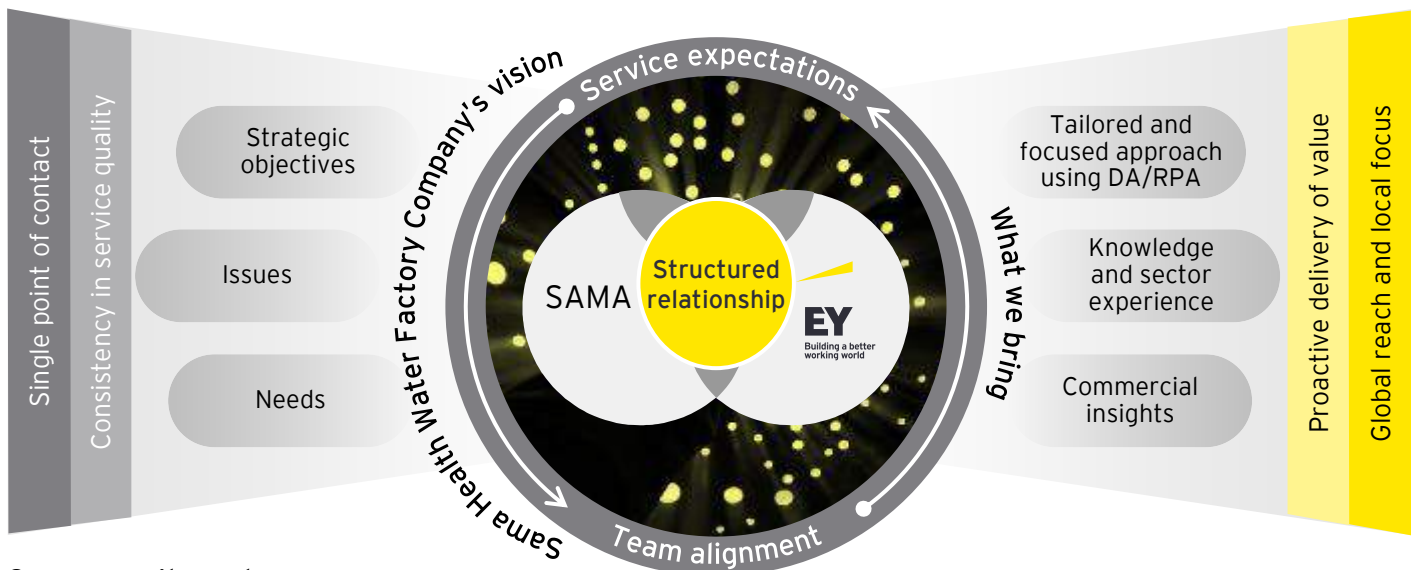 Single point of contact
Consistency in service quality
Strategic
objectives
Issues
Needs
Sama Health Water Factory Company's vision
Service expectations
SAMA
Structured
relationship
EY
Building a better
working world
Team alignment
What we bring
Tailored and
focused approach
using DA/RPA
Knowledge
and sector
experience
Commercial
insights
Proactive delivery of value
Global reach and local focus